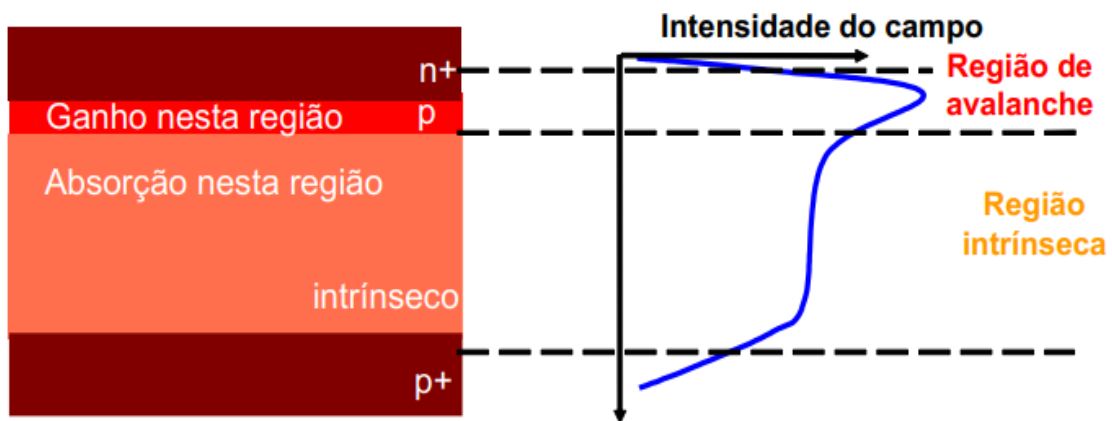 Intensidade do campo
n+
Região de
avalanche
Ganho nesta região
p
Absorção nesta região
Região
intrínseca
intrínseco
p+